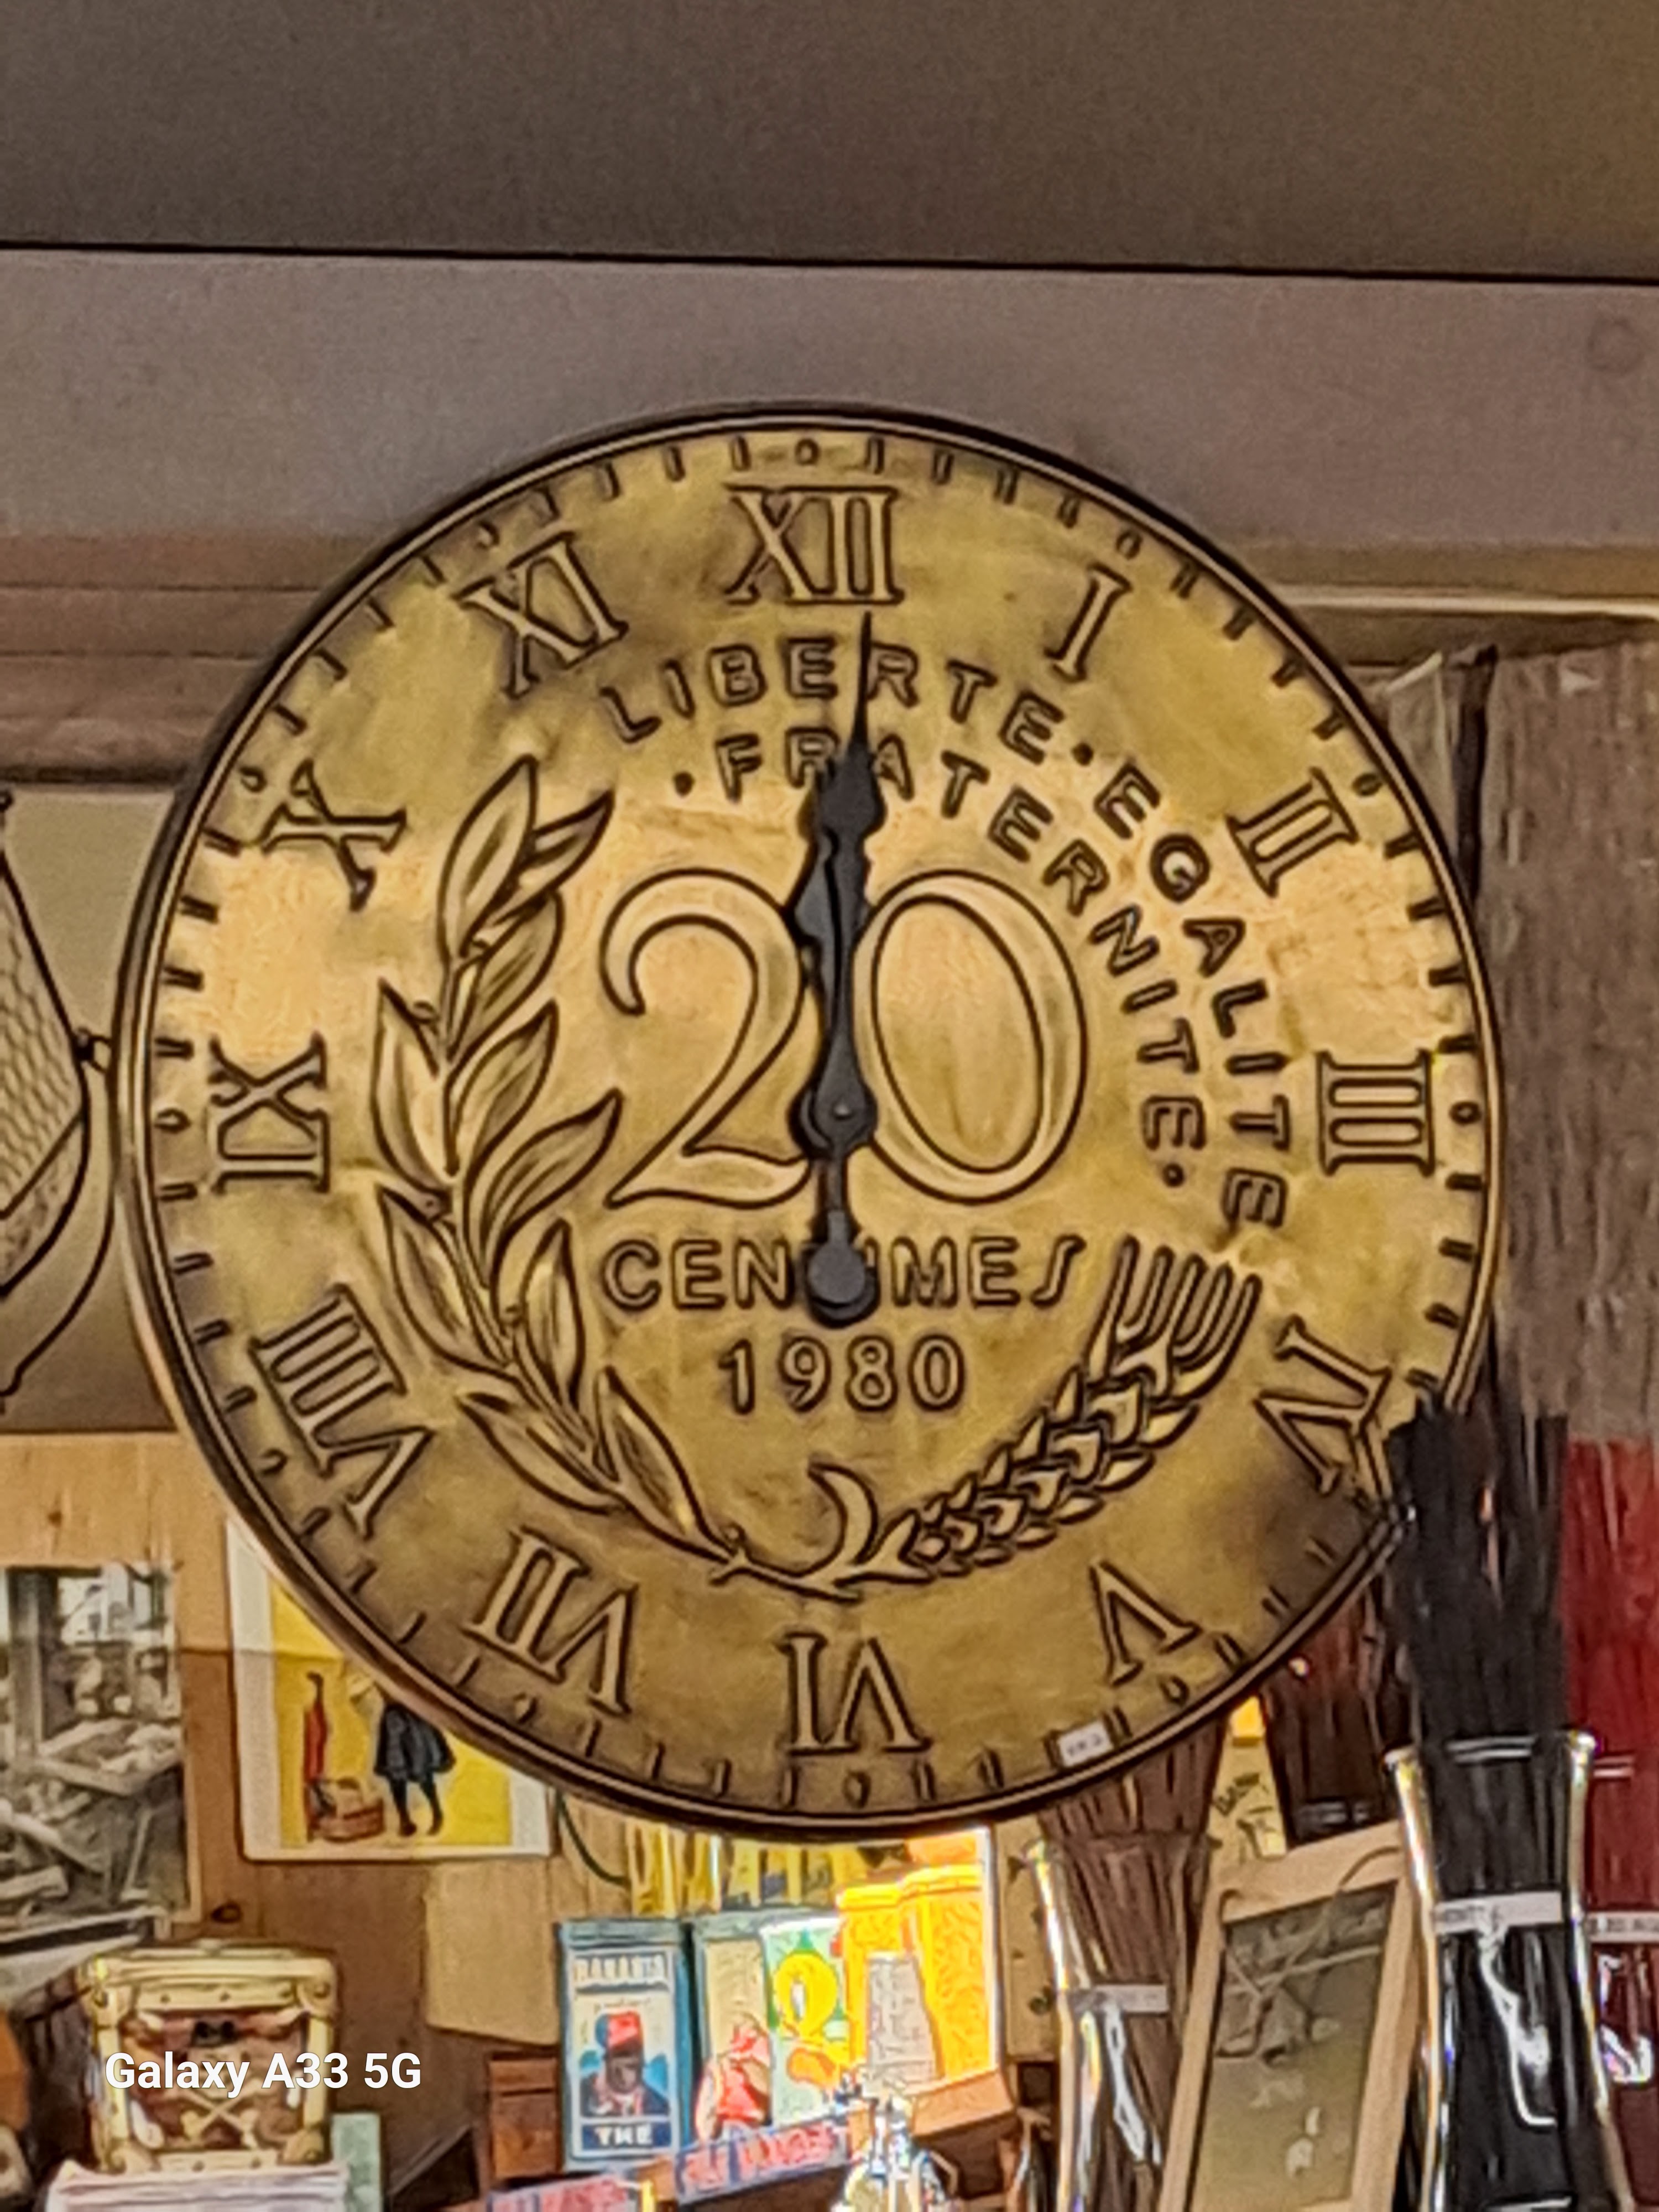 XII
I
II
III
IV
V
VI
VII
VIII
IX
X
XI
LIBERTE·EGALITE
·FRATERNITE·
20
CENTIMES
1980
BANANIA
THE
Galaxy A33 5G